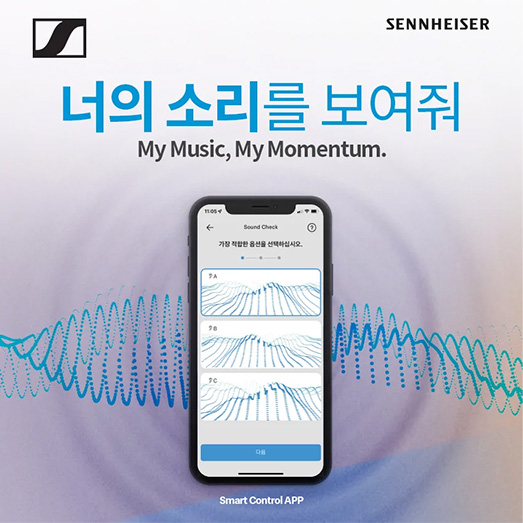 SENNHEISER
너의 소리를 보여줘
My Music, My Momentum.
11:05
Sound Check
?
가장 적합한 옵션을 선택하십시오.
A
B
C
다음
Smart Control APP